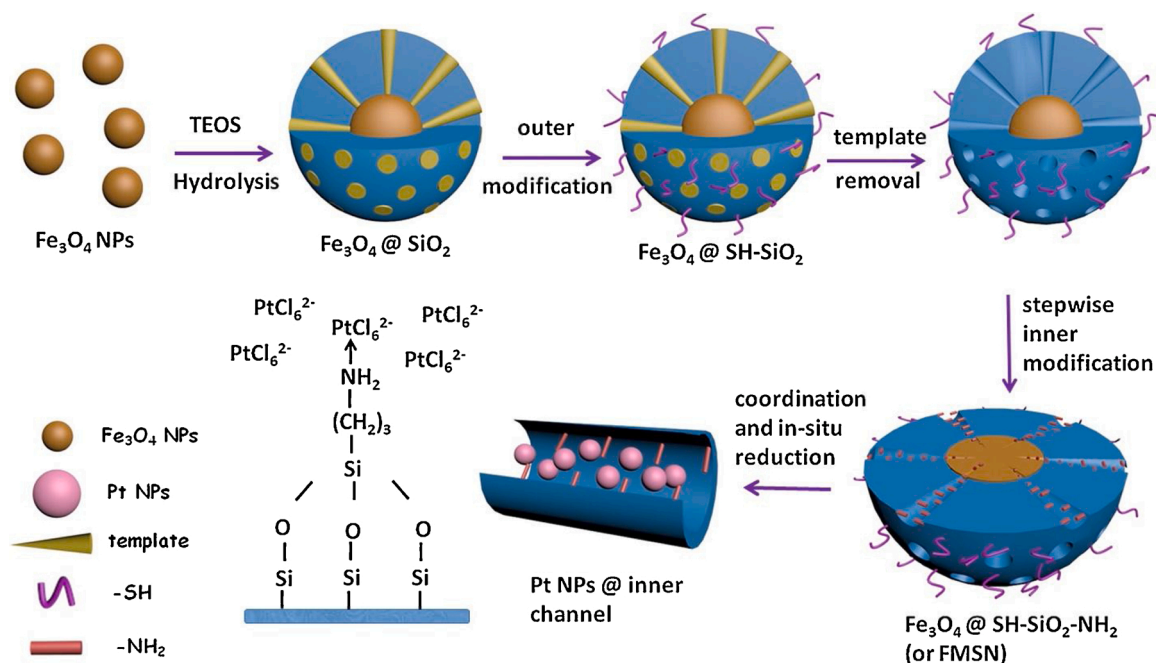 Fe₃O₄ NPs
TEOS
Hydrolysis
Fe₃O₄ @ SiO₂
outer
modification
Fe₃O₄ @ SH-SiO₂
template
removal
stepwise
inner
modification
Fe₃O₄ @ SH-SiO₂-NH₂
(or FMSN)
coordination
and in-situ
reduction
Pt NPs @ inner
channel
PtCl₆²⁻
PtCl₆²⁻
PtCl₆²⁻
PtCl₆²⁻
PtCl₆²⁻
NH₂
(CH₂)₃
Si
O O O
Si Si Si
Fe₃O₄ NPs
Pt NPs
template
-SH
-NH₂